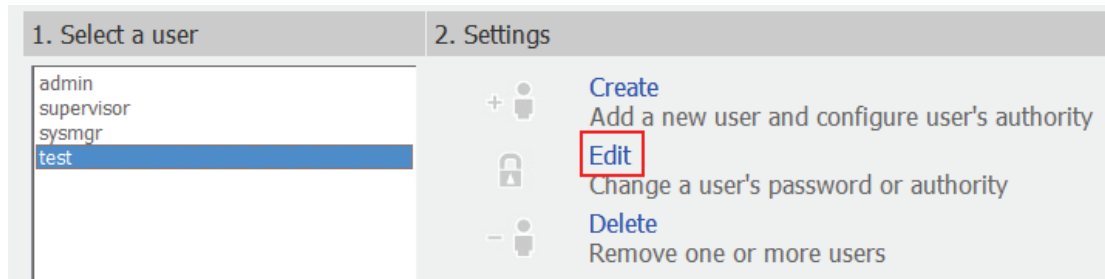 1. Select a user
2. Settings
admin
supervisor
sysmgr
test
Create
Add a new user and configure user's authority
Edit
Change a user's password or authority
Delete
Remove one or more users